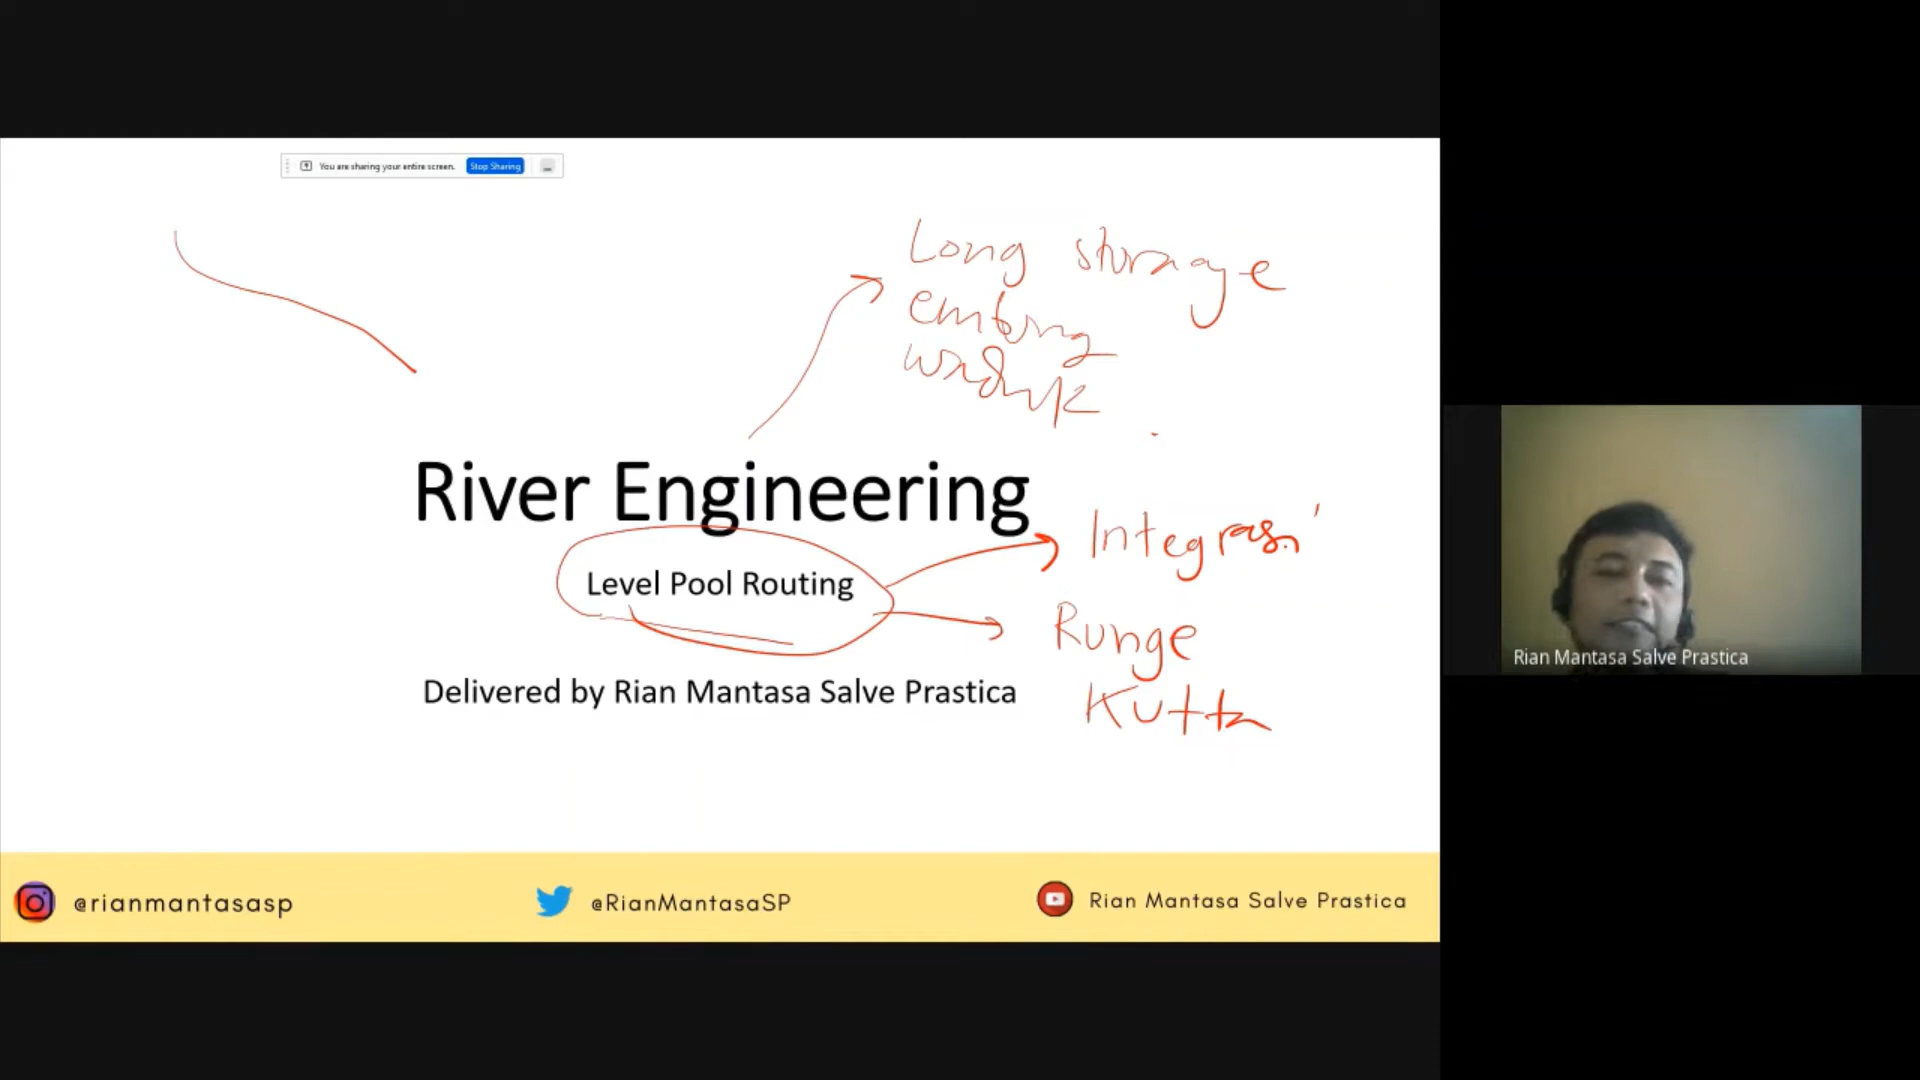 You are sharing your entire screen. Stop Sharing
Long storage
embung
waduk
River Engineering
Integrasi
Level Pool Routing
Runge
Kutta
Delivered by Rian Mantasa Salve Prastica
Rian Mantasa Salve Prastica
@rianmantasasp
@RianMantasaSP
Rian Mantasa Salve Prastica